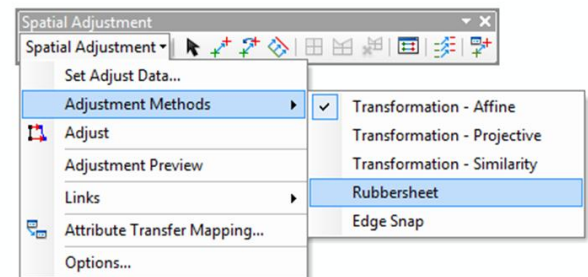 Spatial Adjustment
Spatial Adjustment
Set Adjust Data...
Adjustment Methods
Adjust
Adjustment Preview
Links
Attribute Transfer Mapping...
Options...
Transformation - Affine
Transformation - Projective
Transformation - Similarity
Rubbersheet
Edge Snap